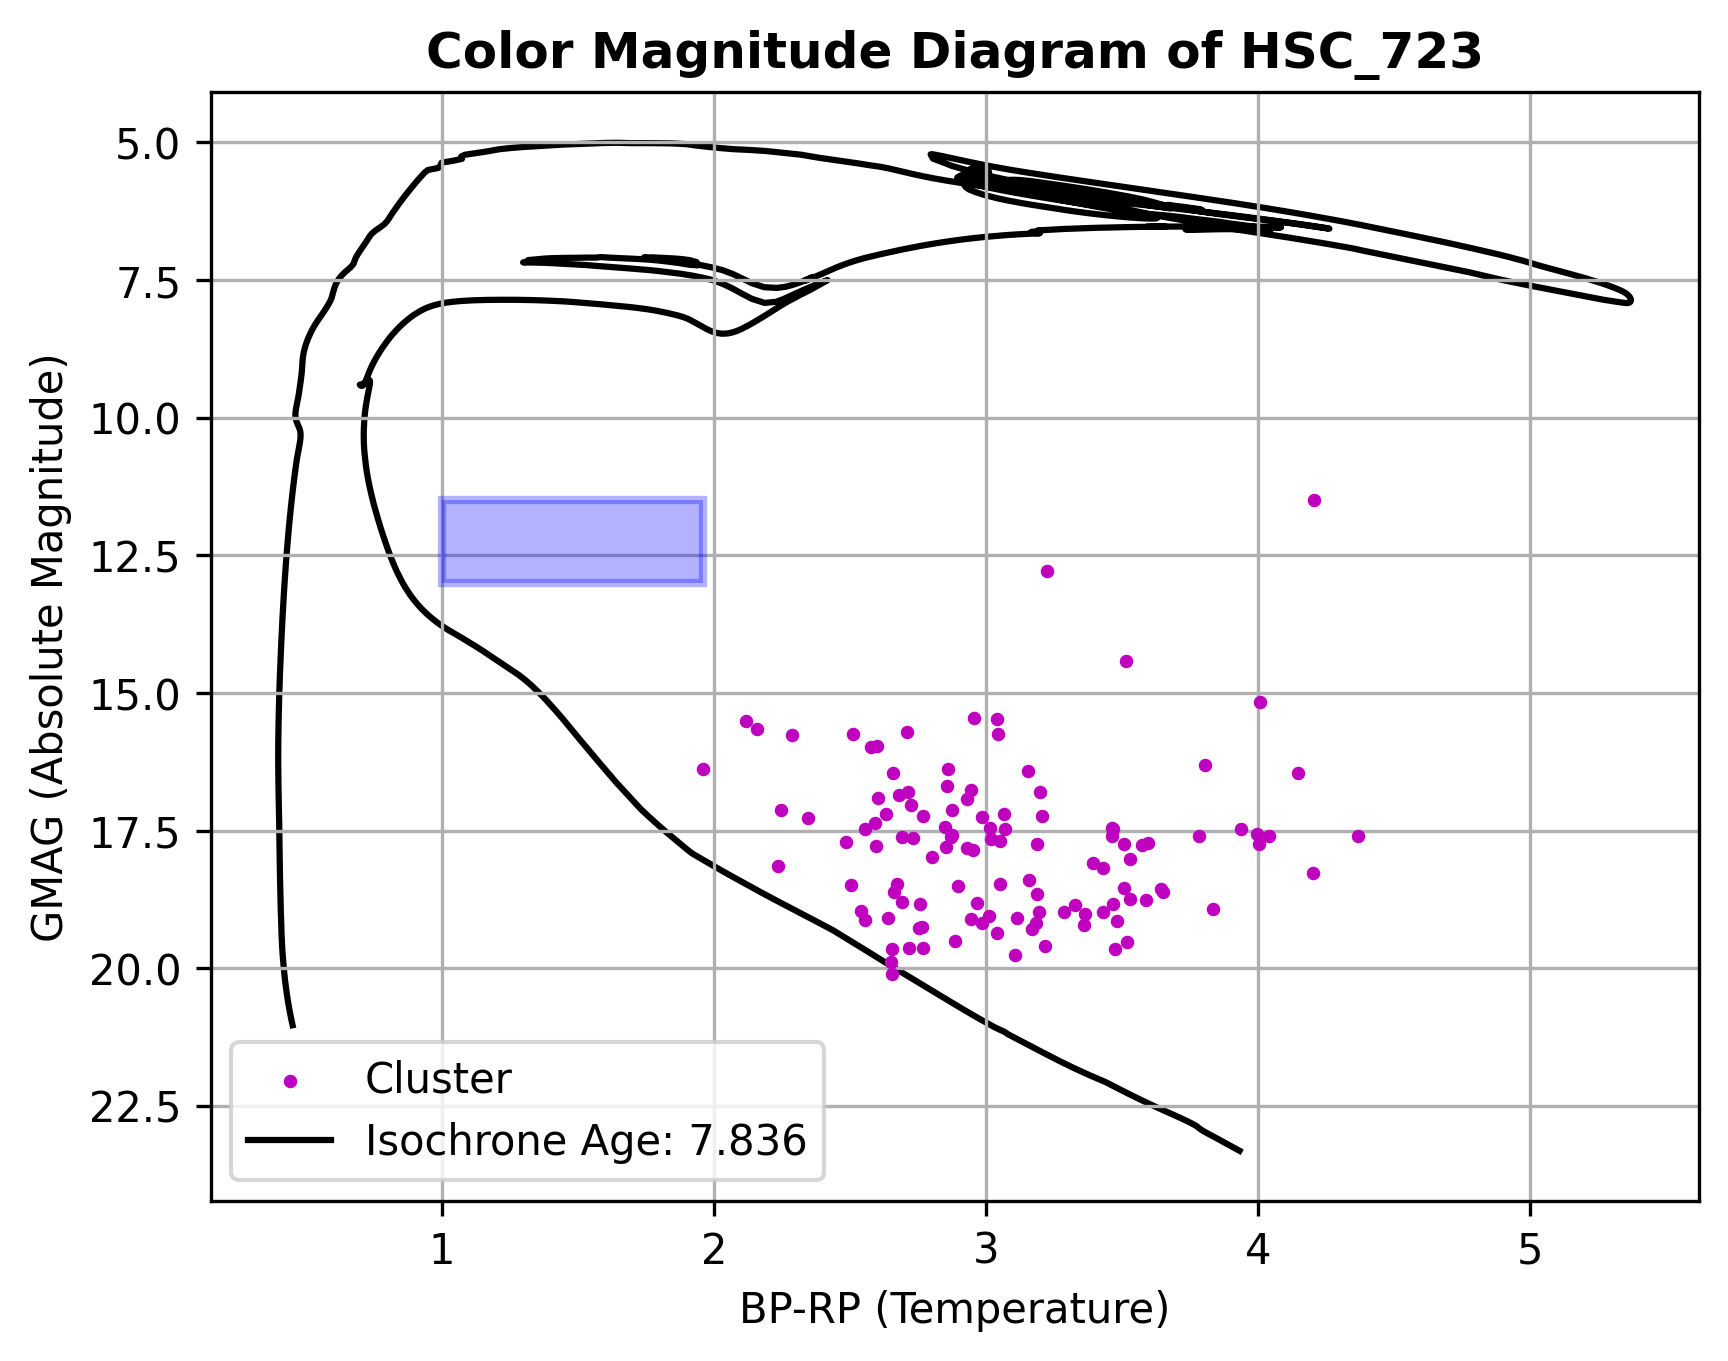 Color Magnitude Diagram of HSC_723
GMAG (Absolute Magnitude)
5.0
7.5
10.0
12.5
15.0
17.5
20.0
22.5
Cluster
Isochrone Age: 7.836
1 2 3 4 5
BP-RP (Temperature)